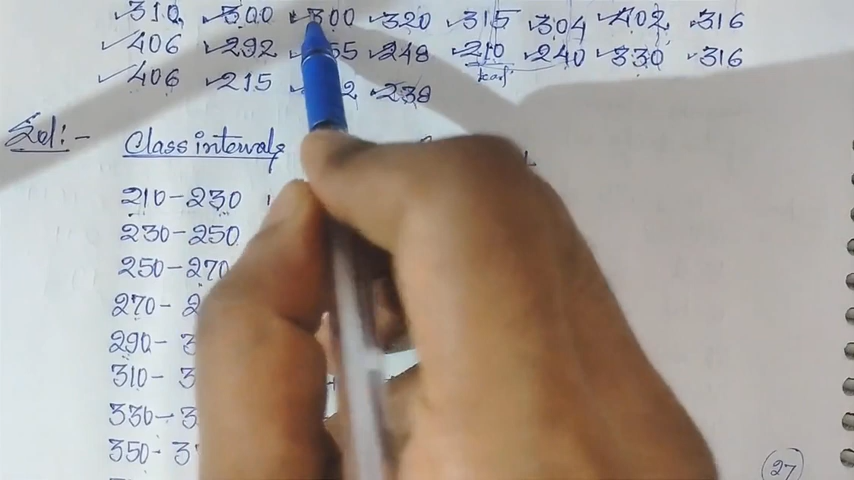 310 300 300 320 315 304 402 316
406 292 248 210 240 330 316
406 215 238
Sol:- Class intervals
210-230
230-250
250-270
270-
290-
310-
330-
350-
27